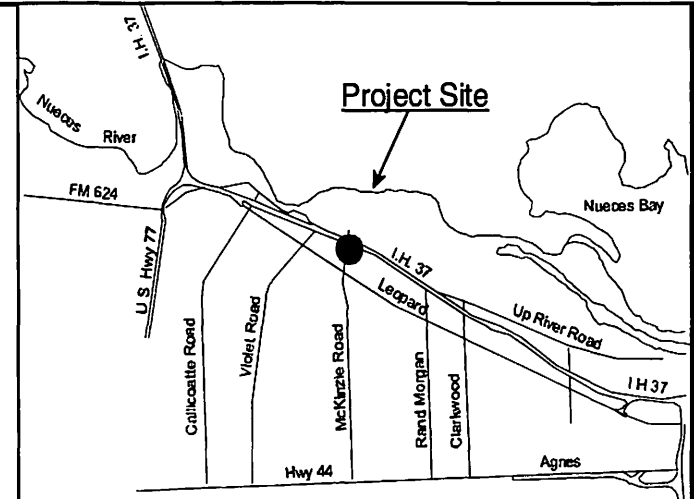 I.H. 37
Project Site
Nueces
River
Nueces Bay
FM 624
U S Hwy 77
I.H. 37
Leopard
Up River Road
Callicoatte Road
Violet Road
McKinzie Road
Rand Morgan
Clarkwood
I H 37
Hwy 44
Agnes